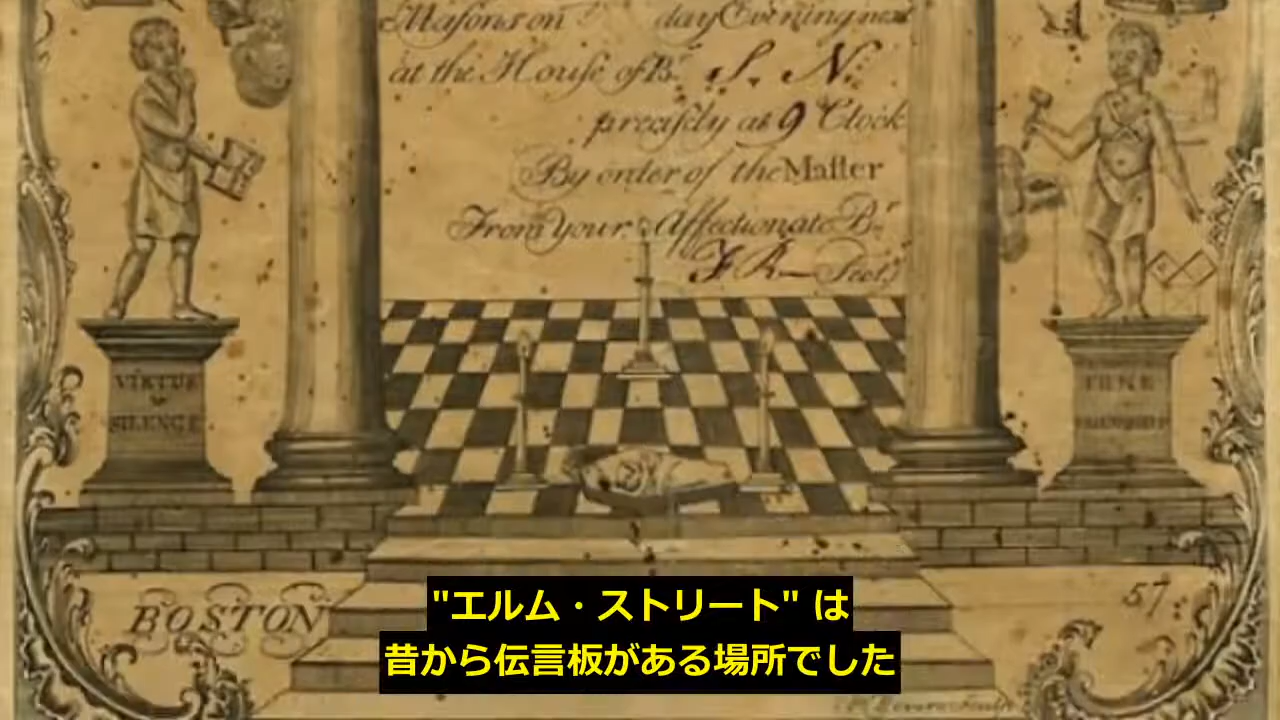 Masons on day Evening next
at the House of Br. S. N.
precisely at 9 Clock
By order of the Master
From your Affectionate Br.
F R
VIRTUE
SILENCE
BOSTON
57
"エルム・ストリート" は
昔から伝言板がある場所でした